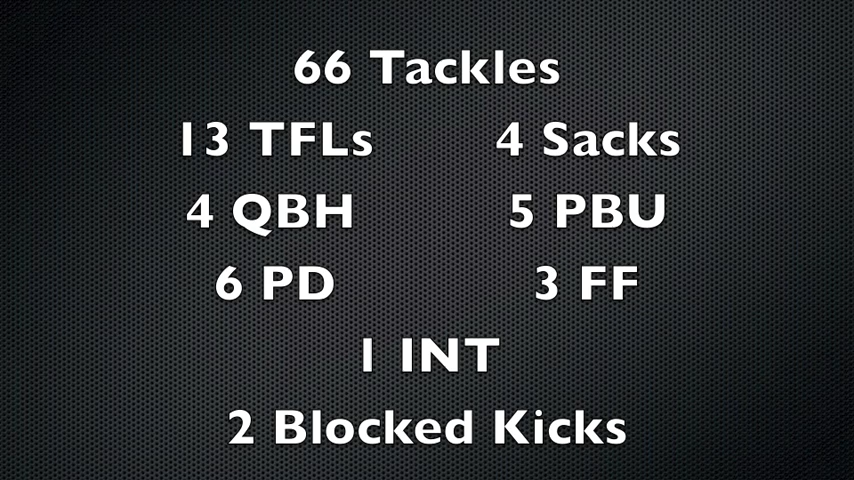 66 Tackles
13 TFLs 4 Sacks
4 QBH 5 PBU
6 PD 3 FF
1 INT
2 Blocked Kicks